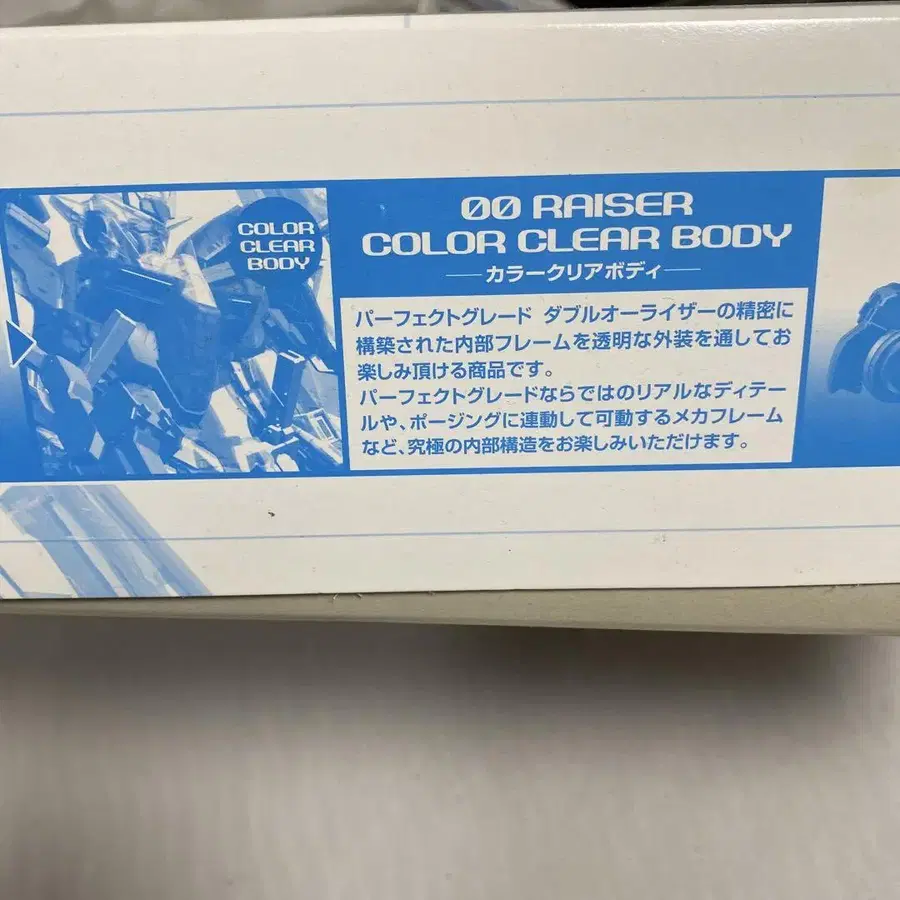 COLOR
CLEAR
BODY
00 RAISER
COLOR CLEAR BODY
カラークリアボディ
パーフェクトグレード ダブルオーライザーの精密に
構築された内部フレームを透明な外装を通してお
楽しみ頂ける商品です。
パーフェクトグレードならではのリアルなディテー
ルや、ポージングに連動して可動するメカフレーム
など、究極の内部構造をお楽しみいただけます。